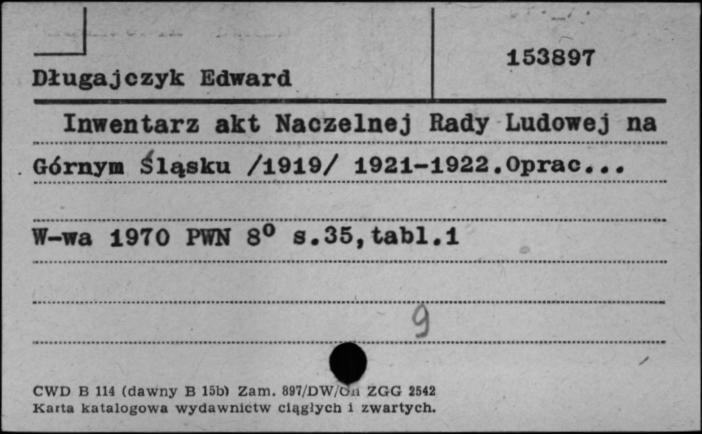 153897
Długajczyk Edward
Inwentarz akt Naczelnej Rady Ludowej na
Górnym Śląsku /1919/ 1921-1922.Oprac...
W-wa 1970 PWN 8° s.35,tabl.1
9
CWD B 114 (dawny B 15b) Zam. 897/DW/ ZGG 2542
Karta katalogowa wydawnictw ciągłych i zwartych.